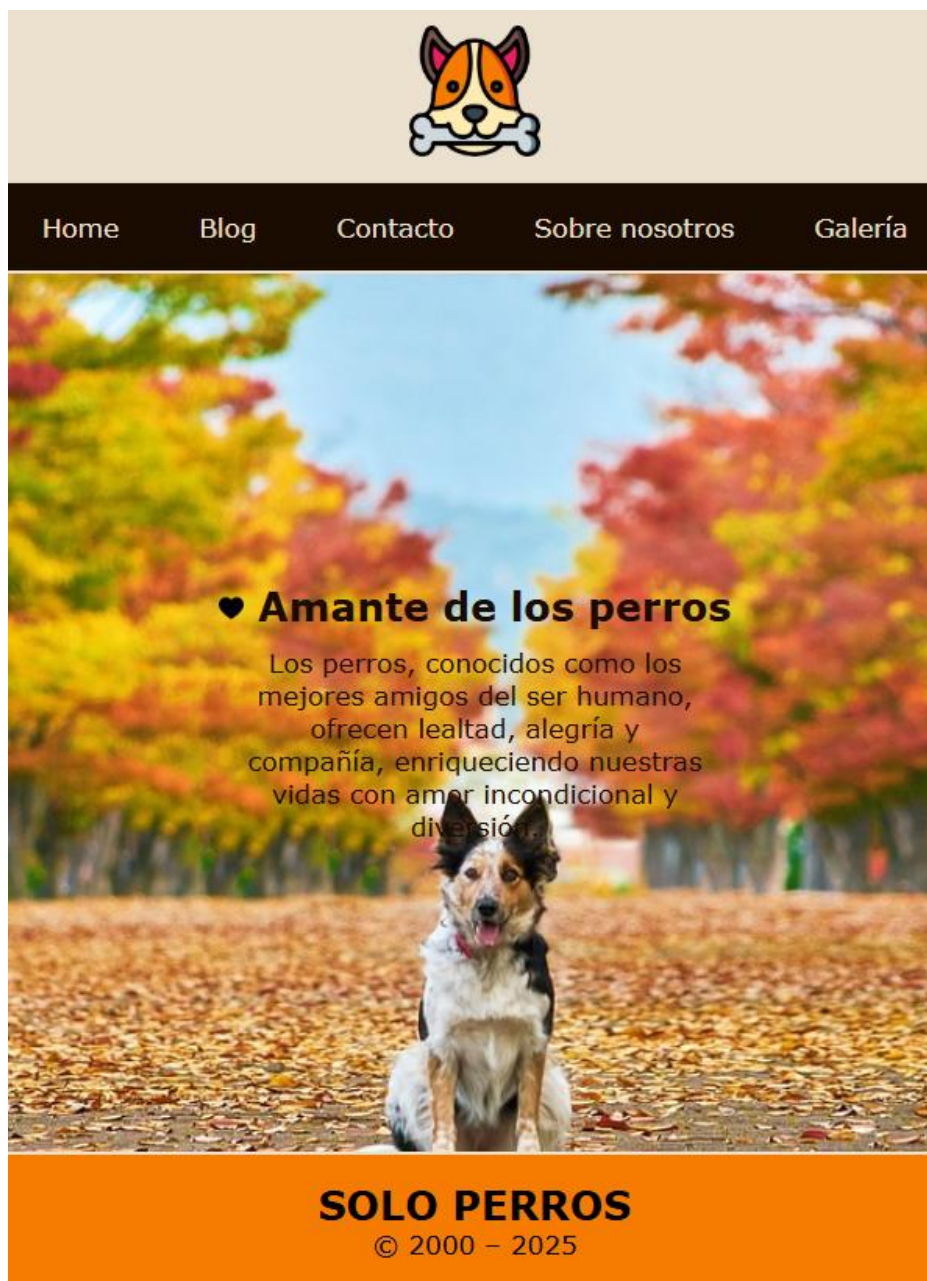 Home Blog Contacto Sobre nosotros Galería
Amante de los perros
Los perros, conocidos como los
mejores amigos del ser humano,
ofrecen lealtad, alegría y
compañía, enriqueciendo nuestras
vidas con amor incondicional y
diversión.
SOLO PERROS
© 2000 – 2025